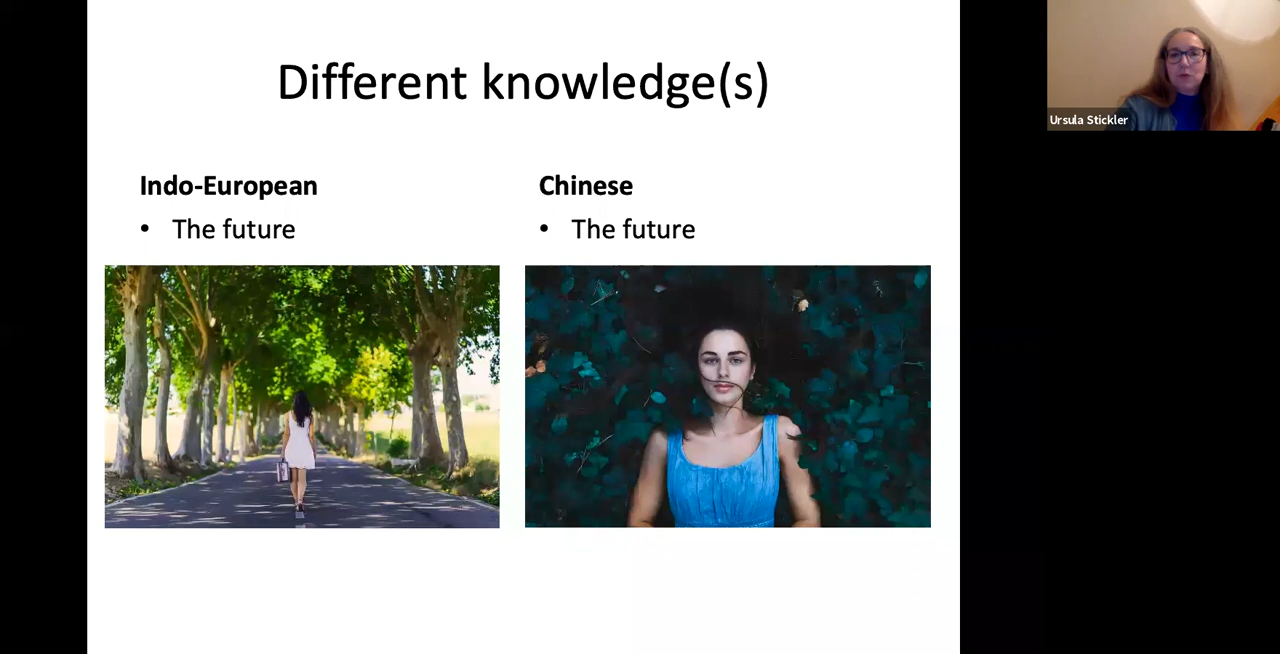 Different knowledge(s)
Indo-European
• The future
Chinese
• The future
Ursula Stickler